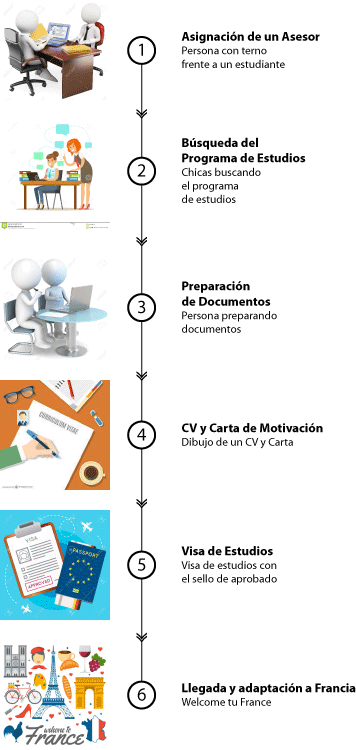 1
Asignación de un Asesor
Persona con terno
frente a un estudiante
2
Búsqueda del
Programa de Estudios
Chicas buscando
el programa
de estudios
3
Preparación
de Documentos
Persona preparando
documentos
CURRICULUM VITAE
4
CV y Carta de Motivación
Dibujo de un CV y Carta
VISA
PASSPORT
APPROVED
5
Visa de Estudios
Visa de estudios con
el sello de aprobado
6
Llegada y adaptación a Francia
Welcome tu France
welcome to
France